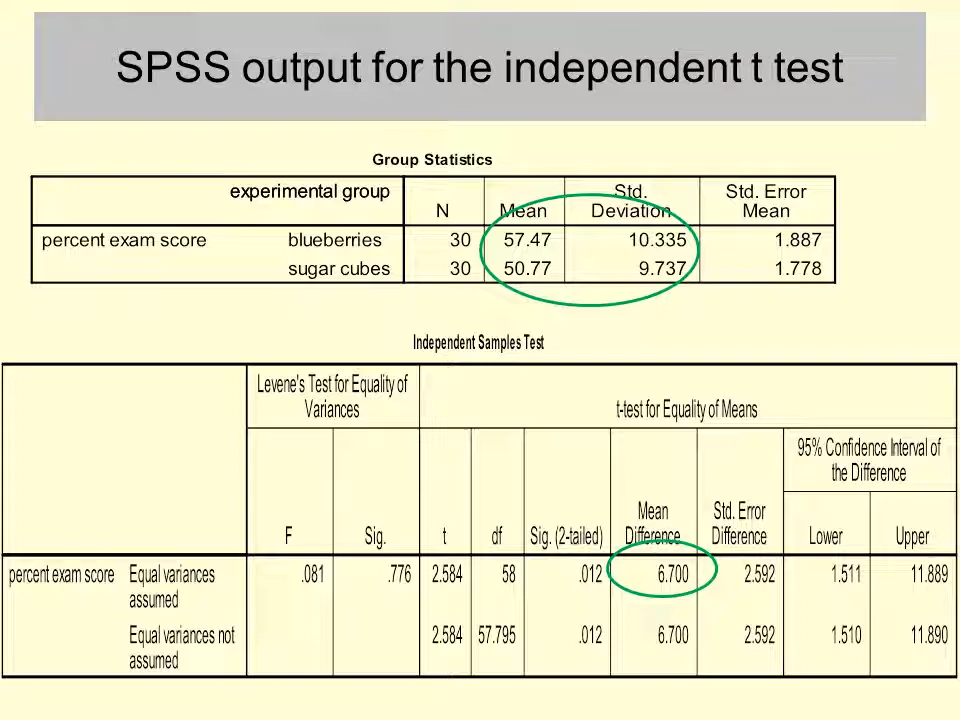 SPSS output for the independent t test
Group Statistics
experimental group N Mean Std. Deviation Std. Error Mean
percent exam score blueberries 30 57.47 10.335 1.887
sugar cubes 30 50.77 9.737 1.778
Independent Samples Test
Levene's Test for Equality of Variances
t-test for Equality of Means
95% Confidence Interval of the Difference
F Sig. t df Sig. (2-tailed) Mean Difference Std. Error Difference Lower Upper
percent exam score Equal variances assumed .081 .776 2.584 58 .012 6.700 2.592 1.511 11.889
Equal variances not assumed 2.584 57.795 .012 6.700 2.592 1.510 11.890